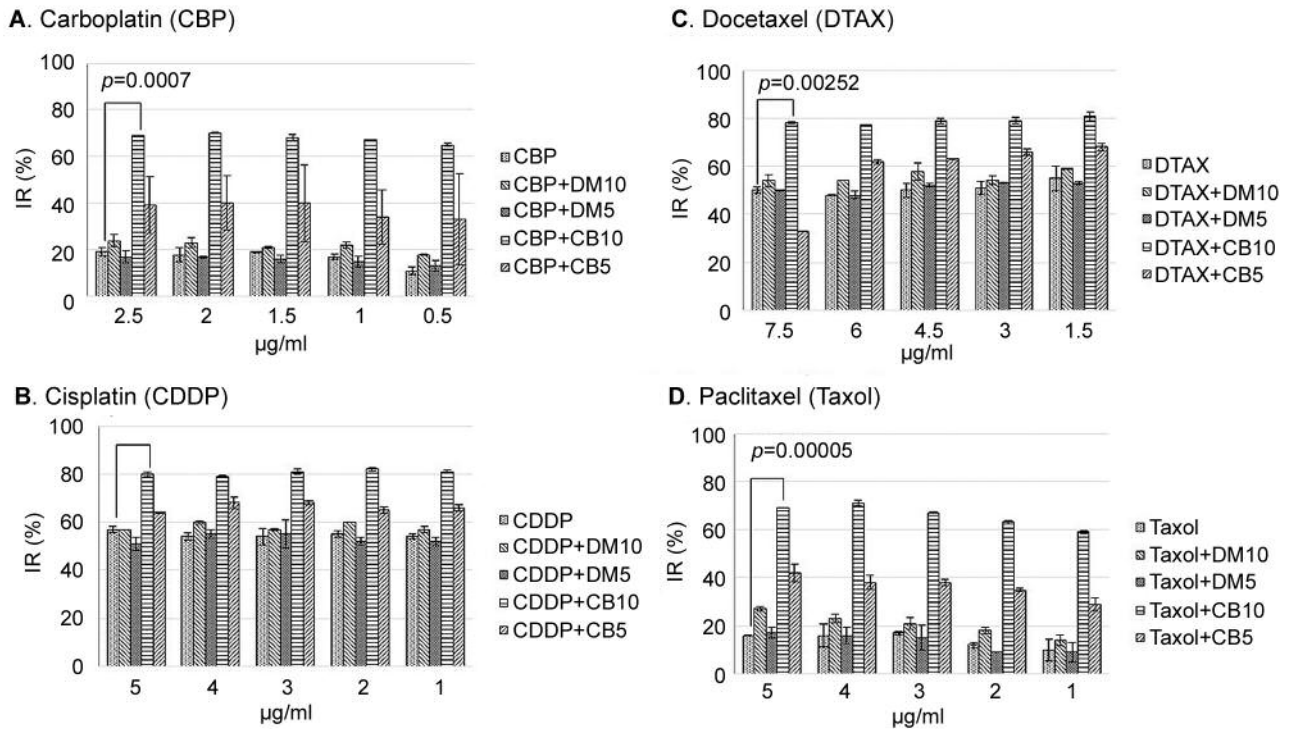 A. Carboplatin (CBP)
p=0.0007
IR (%)
100
80
60
40
20
0
2.5 2 1.5 1 0.5
µg/ml
CBP
CBP+DM10
CBP+DM5
CBP+CB10
CBP+CB5
B. Cisplatin (CDDP)
IR (%)
100
80
60
40
20
0
5 4 3 2 1
µg/ml
CDDP
CDDP+DM10
CDDP+DM5
CDDP+CB10
CDDP+CB5
C. Docetaxel (DTAX)
p=0.00252
IR (%)
100
80
60
40
20
0
7.5 6 4.5 3 1.5
µg/ml
DTAX
DTAX+DM10
DTAX+DM5
DTAX+CB10
DTAX+CB5
D. Paclitaxel (Taxol)
p=0.00005
IR (%)
100
80
60
40
20
0
5 4 3 2 1
µg/ml
Taxol
Taxol+DM10
Taxol+DM5
Taxol+CB10
Taxol+CB5